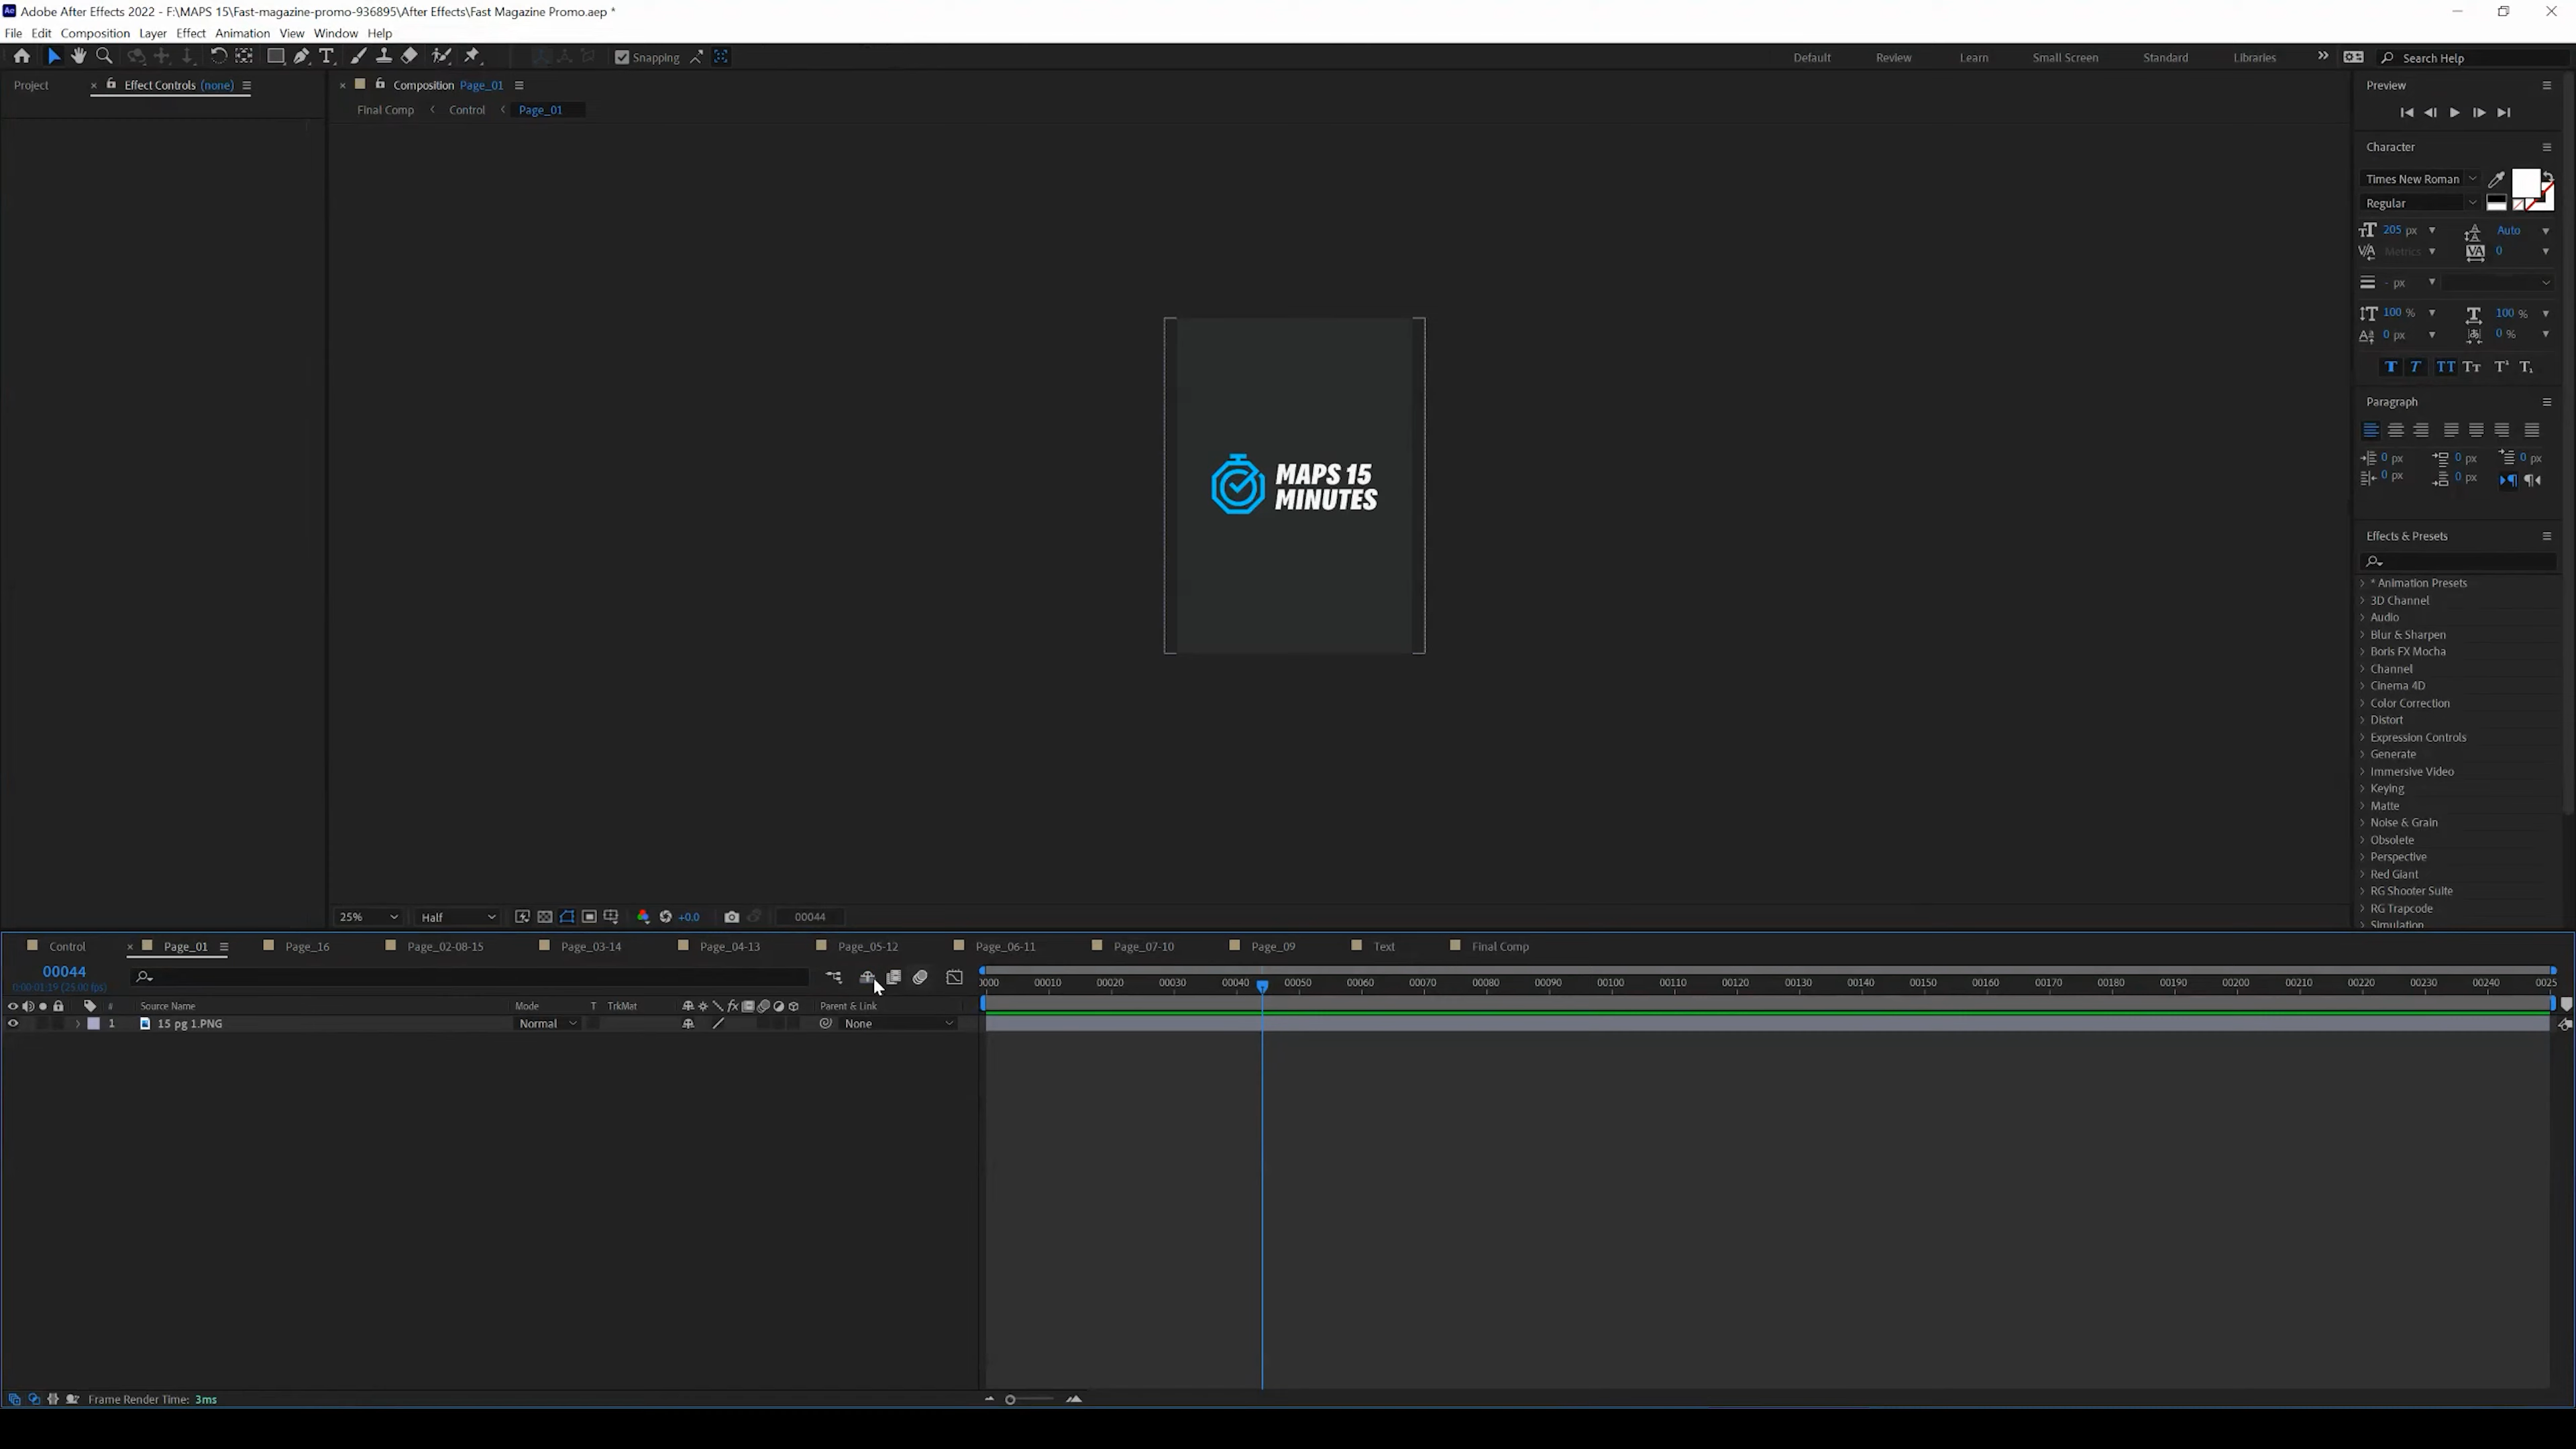 Adobe After Effects 2022 - F:\MAPS 15\Fast-magazine-promo-936895\After Effects\Fast Magazine Promo.aep *
File Edit Composition Layer Effect Animation View Window Help
Snapping
Default Review Learn Small Screen Standard Libraries Search Help
Project Effect Controls (none)
Composition Page_01
Final Comp Control Page_01
MAPS 15
MINUTES
Preview
Character
Times New Roman
Regular
205 px Auto
Metrics 0
- px
100 % 100 %
0 px 0 %
Paragraph
0 px 0 px 0 px
0 px 0 px
Effects & Presets
* Animation Presets
3D Channel
Audio
Blur & Sharpen
Boris FX Mocha
Channel
Cinema 4D
Color Correction
Distort
Expression Controls
Generate
Immersive Video
Keying
Matte
Noise & Grain
Obsolete
Perspective
Red Giant
RG Shooter Suite
RG Trapcode
Simulation
25% Half +0.0 00044
Control Page_01 Page_16 Page_02-08-15 Page_03-14 Page_04-13 Page_05-12 Page_06-11 Page_07-10 Page_09 Text Final Comp
00044
0:00:01:19 (25.00 fps)
0000 00010 00020 00030 00040 00050 00060 00070 00080 00090 00100 00110 00120 00130 00140 00150 00160 00170 00180 00190 00200 00210 00220 00230 00240 0025
# Source Name Mode T TrkMat Parent & Link
1 15 pg 1.PNG Normal None
Frame Render Time: 3ms